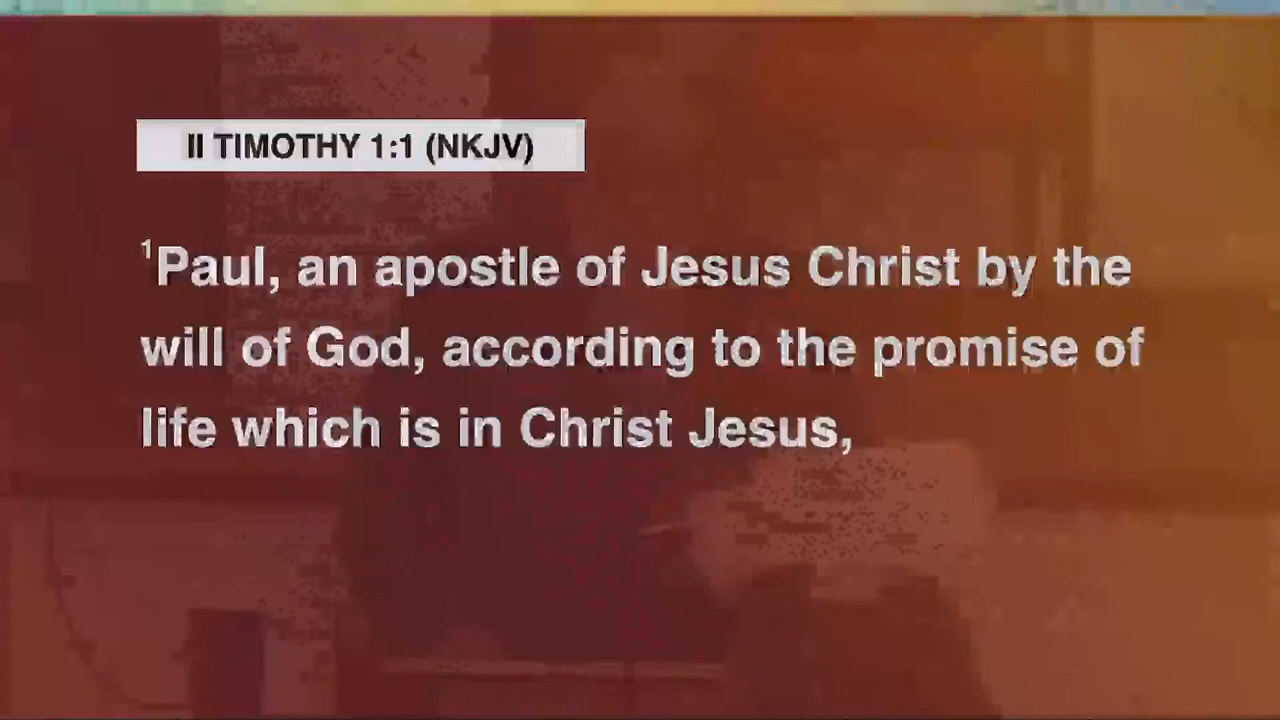 II TIMOTHY 1:1 (NKJV)
¹Paul, an apostle of Jesus Christ by the
will of God, according to the promise of
life which is in Christ Jesus,